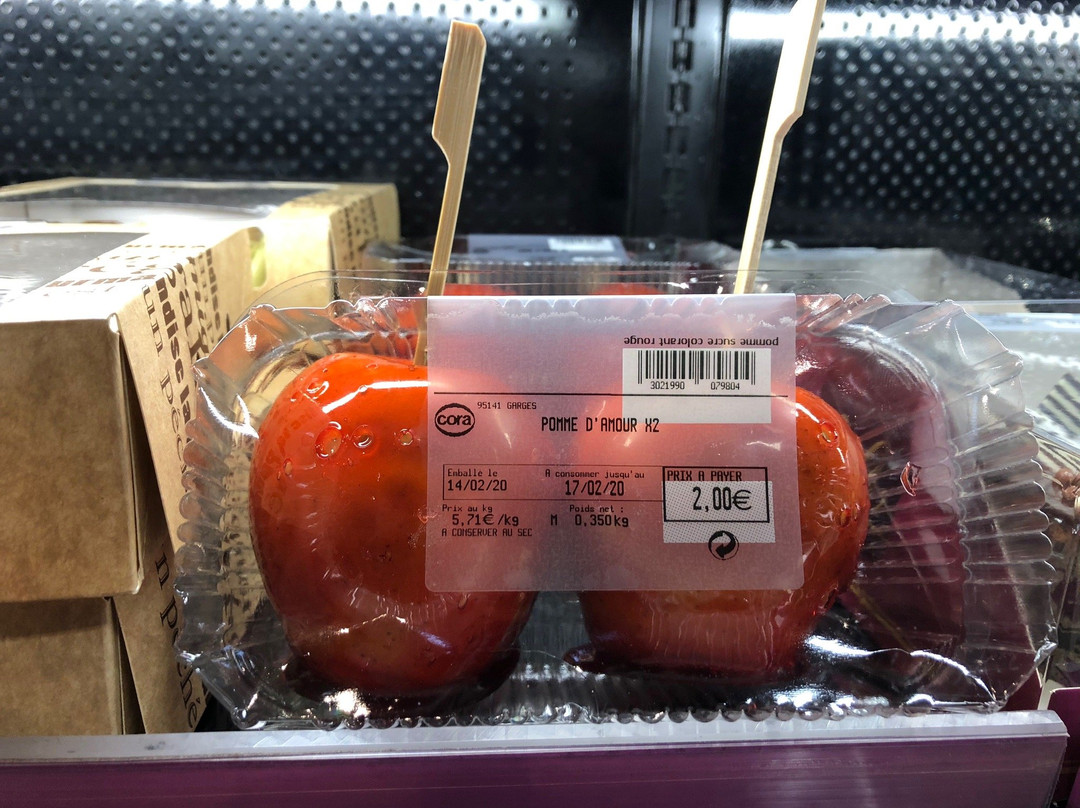 pomme sucre colorant rouge
3021990 079804
cora
95141 GARGES
POMME D'AMOUR X2
Emballé le
14/02/20
A consommer jusqu'au
17/02/20
PRIX A PAYER
2,00€
Prix au kg
5,71€/kg
Poids net :
M 0,350kg
A CONSERVER AU SEC